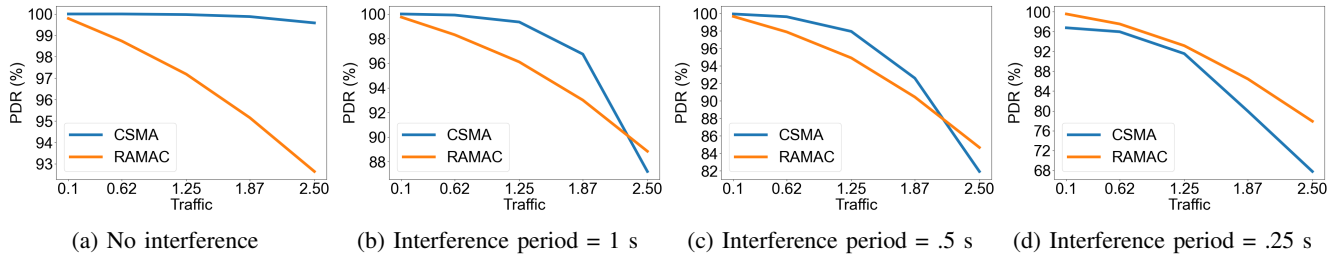 100
99
98
97
96
95
94
93
PDR (%)
CSMA
RAMAC
0.1 0.62 1.25 1.87 2.50
Traffic
(a) No interference
100
98
96
94
92
90
88
PDR (%)
CSMA
RAMAC
0.1 0.62 1.25 1.87 2.50
Traffic
(b) Interference period = 1 s
100
98
96
94
92
90
88
86
84
82
PDR (%)
CSMA
RAMAC
0.1 0.62 1.25 1.87 2.50
Traffic
(c) Interference period = .5 s
100
96
92
88
84
80
76
72
68
PDR (%)
CSMA
RAMAC
0.1 0.62 1.25 1.87 2.50
Traffic
(d) Interference period = .25 s